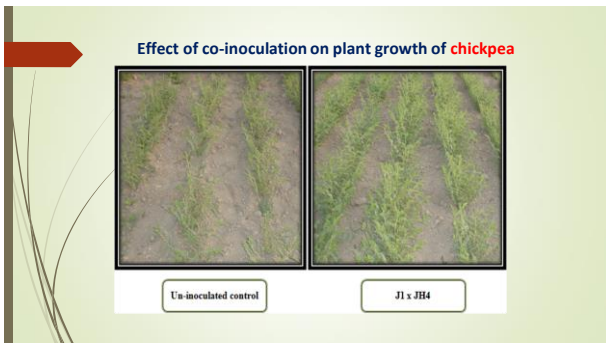 Effect of co-inoculation on plant growth of chickpea
Un-inoculated control
J1 x JH4